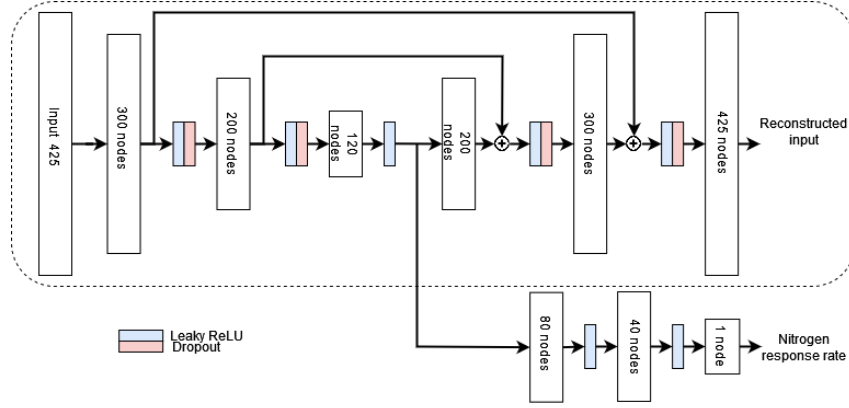 Input 425
300 nodes
200 nodes
120
nodes
200
nodes
300 nodes
425 nodes
Reconstructed
input
80 nodes
40 nodes
1 node
Nitrogen
response rate
Leaky ReLU
Dropout